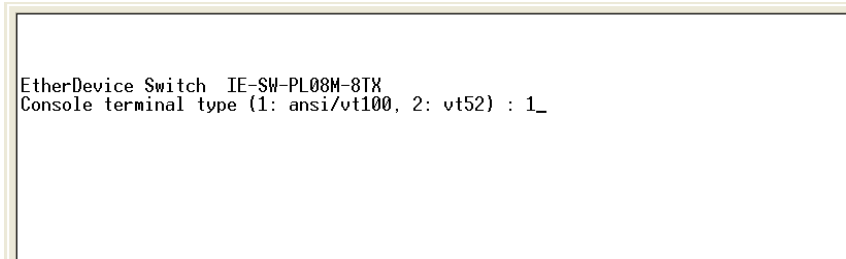 EtherDevice Switch  IE-SW-PL08M-8TX
Console terminal type (1: ansi/vt100, 2: vt52) : 1_